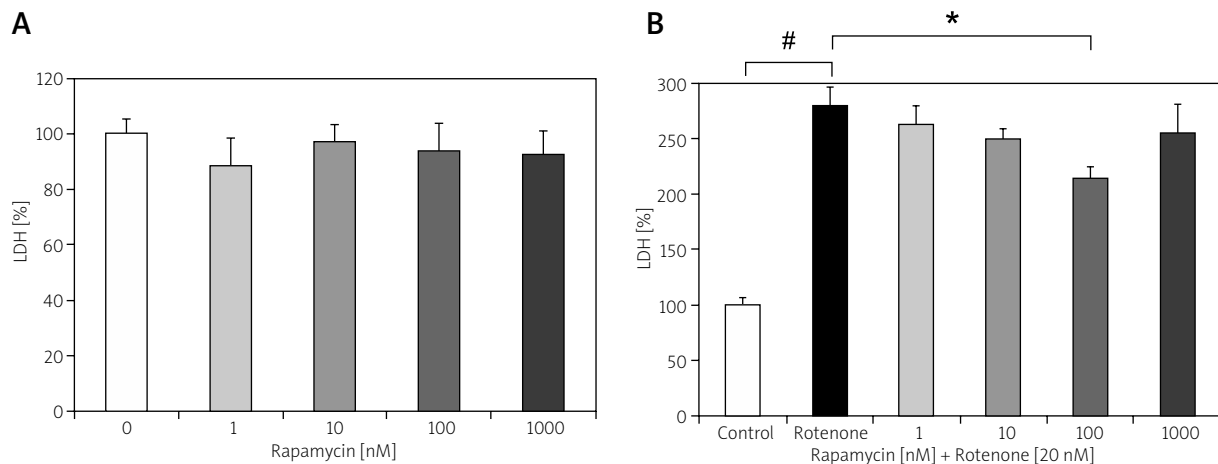 A
120
100
80
60
40
20
0
LDH [%]
0 1 10 100 1000
Rapamycin [nM]
B
# *
300
250
200
150
100
50
0
LDH [%]
Control Rotenone 1 10 100 1000
Rapamycin [nM] + Rotenone [20 nM]